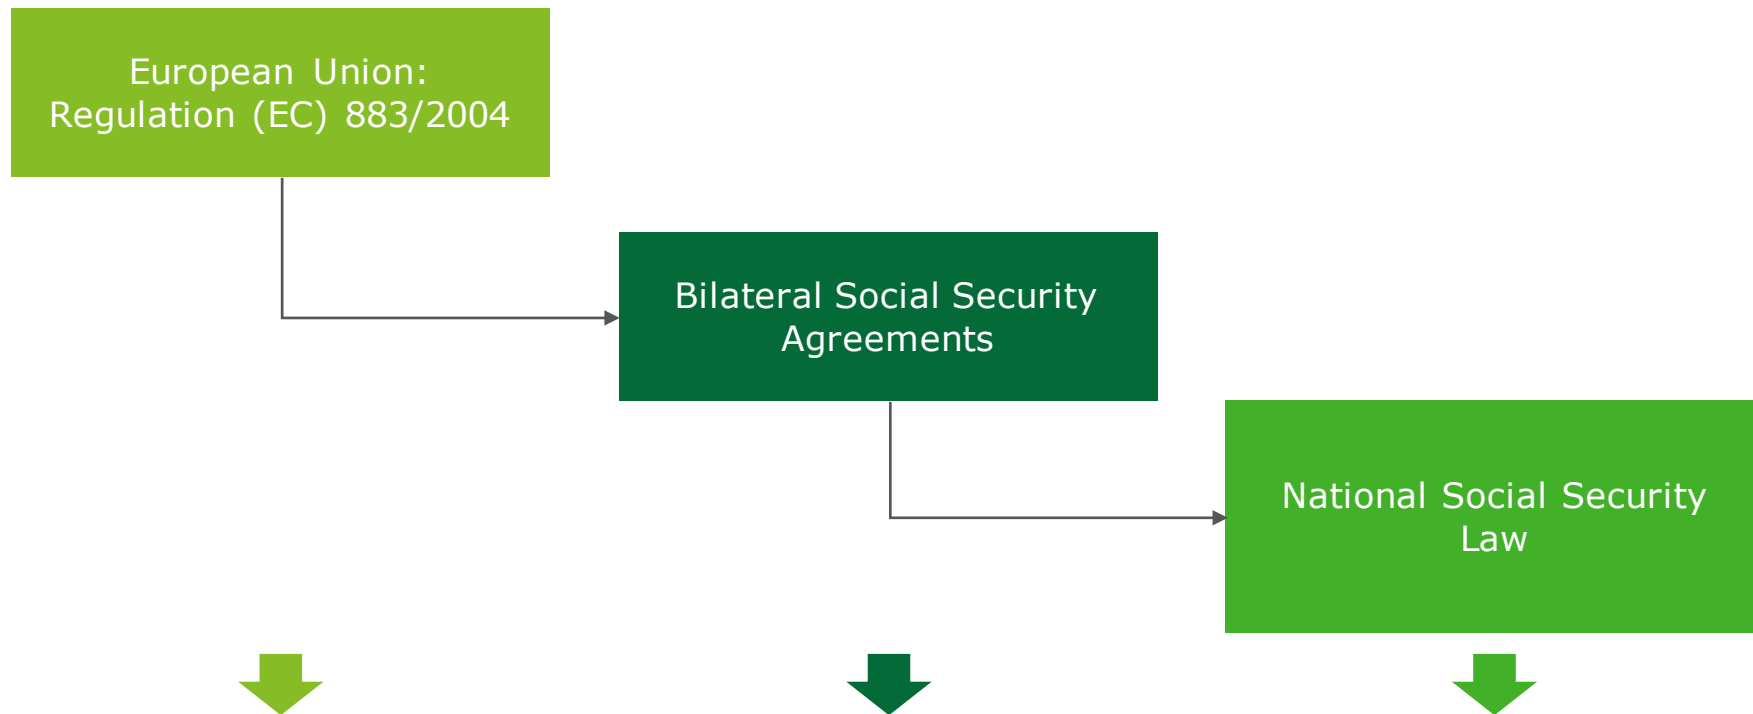 European Union:
Regulation (EC) 883/2004
Bilateral Social Security
Agreements
National Social Security
Law